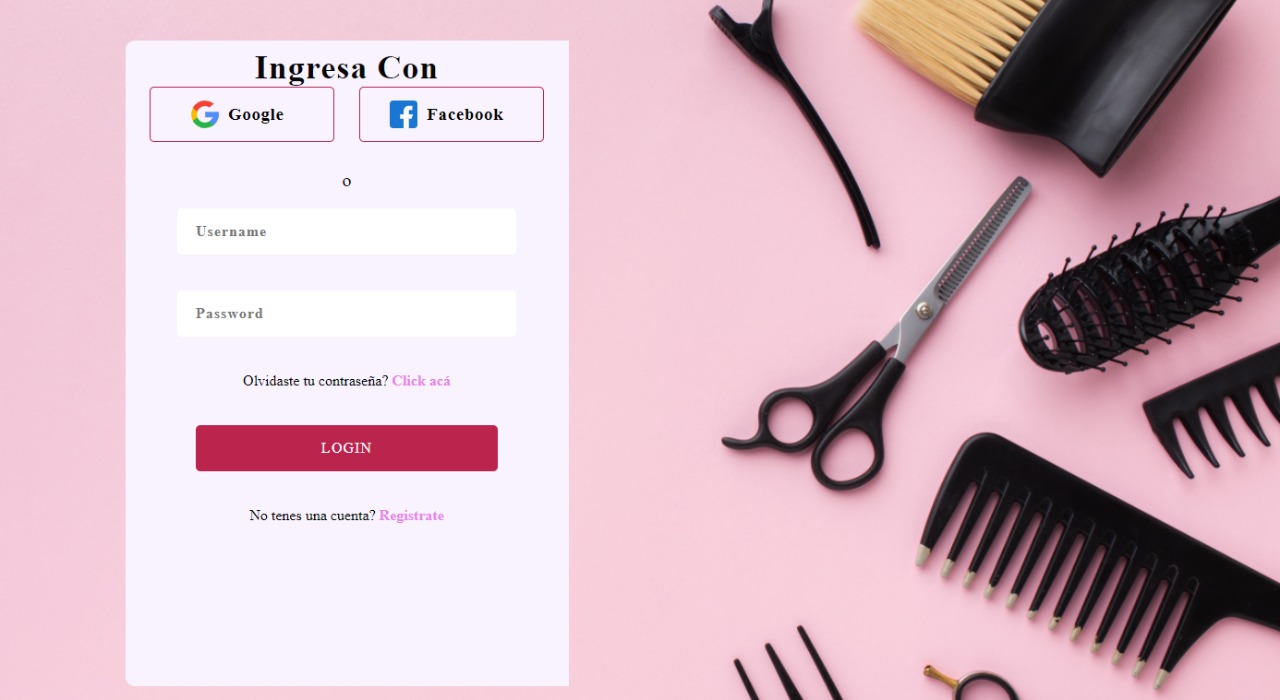 Ingresa Con
Google Facebook
o
Username
Password
Olvidaste tu contraseña? Click acá
LOGIN
No tenes una cuenta? Registrate